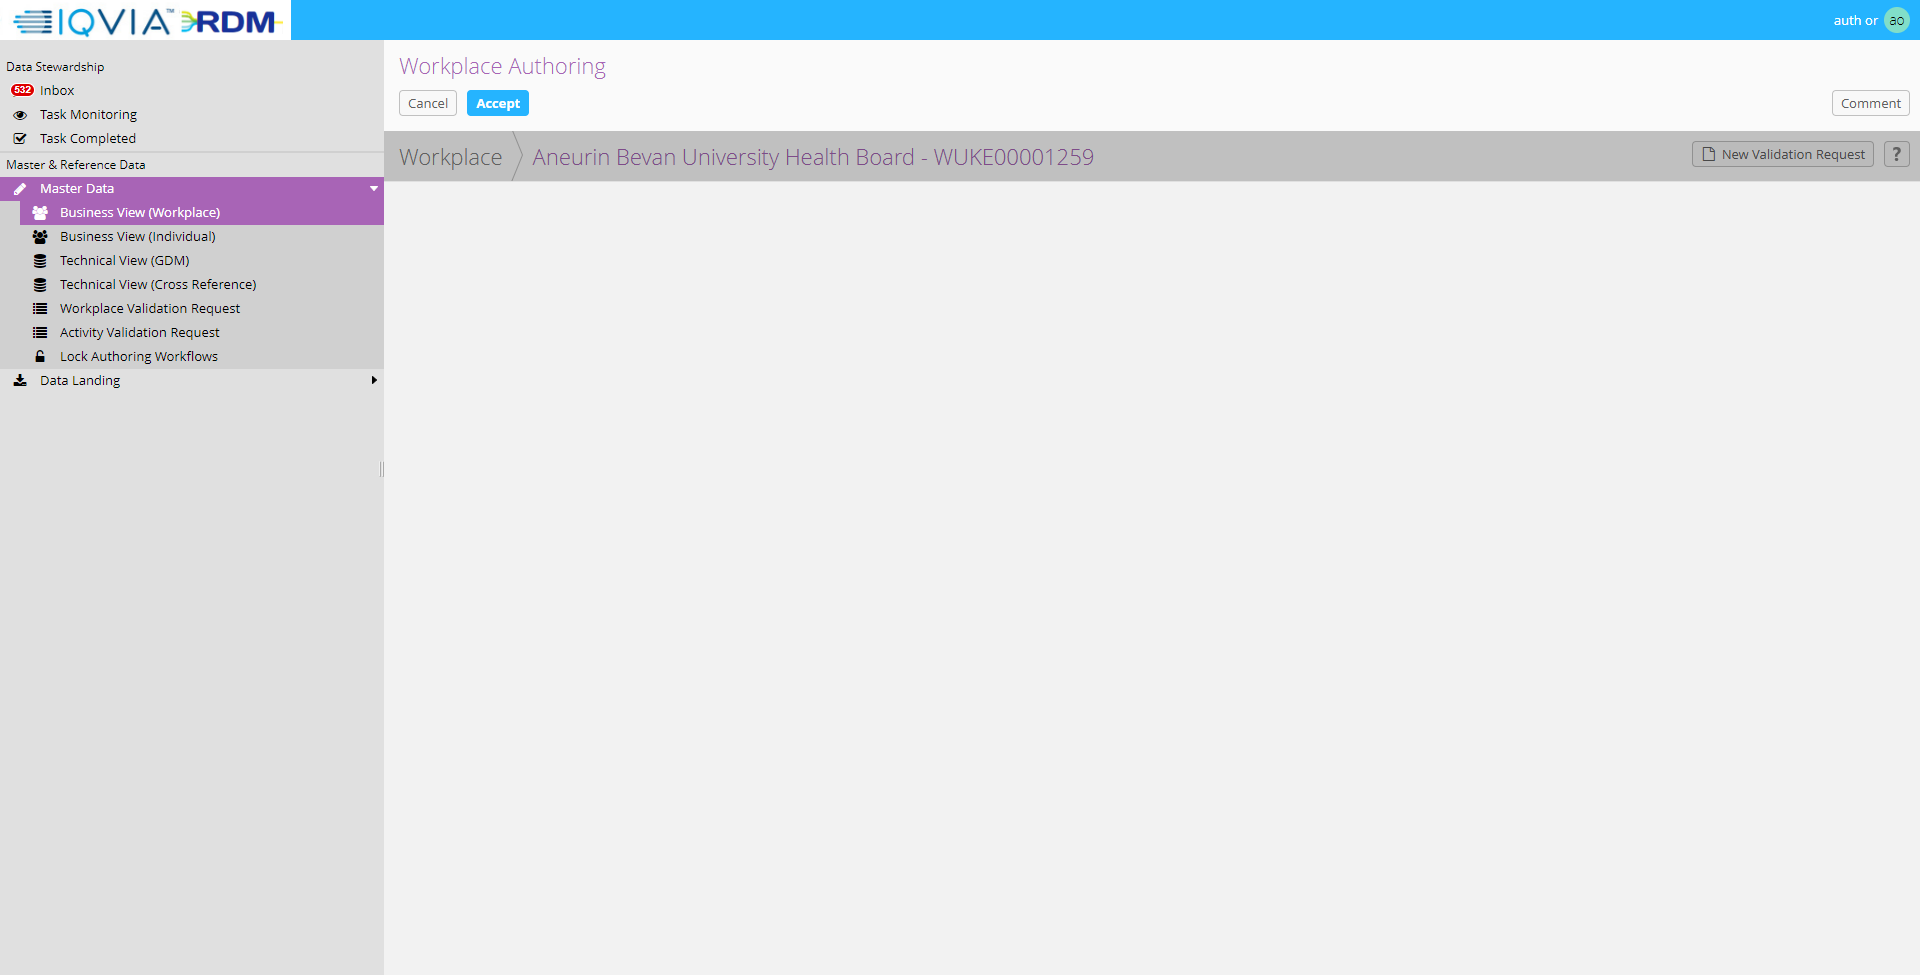 IQVIA™ RDM
auth or ao
Data Stewardship
532 Inbox
Task Monitoring
Task Completed
Master & Reference Data
Master Data
Business View (Workplace)
Business View (Individual)
Technical View (GDM)
Technical View (Cross Reference)
Workplace Validation Request
Activity Validation Request
Lock Authoring Workflows
Data Landing
Workplace Authoring
Cancel Accept Comment
Workplace Aneurin Bevan University Health Board - WUKE00001259 New Validation Request ?